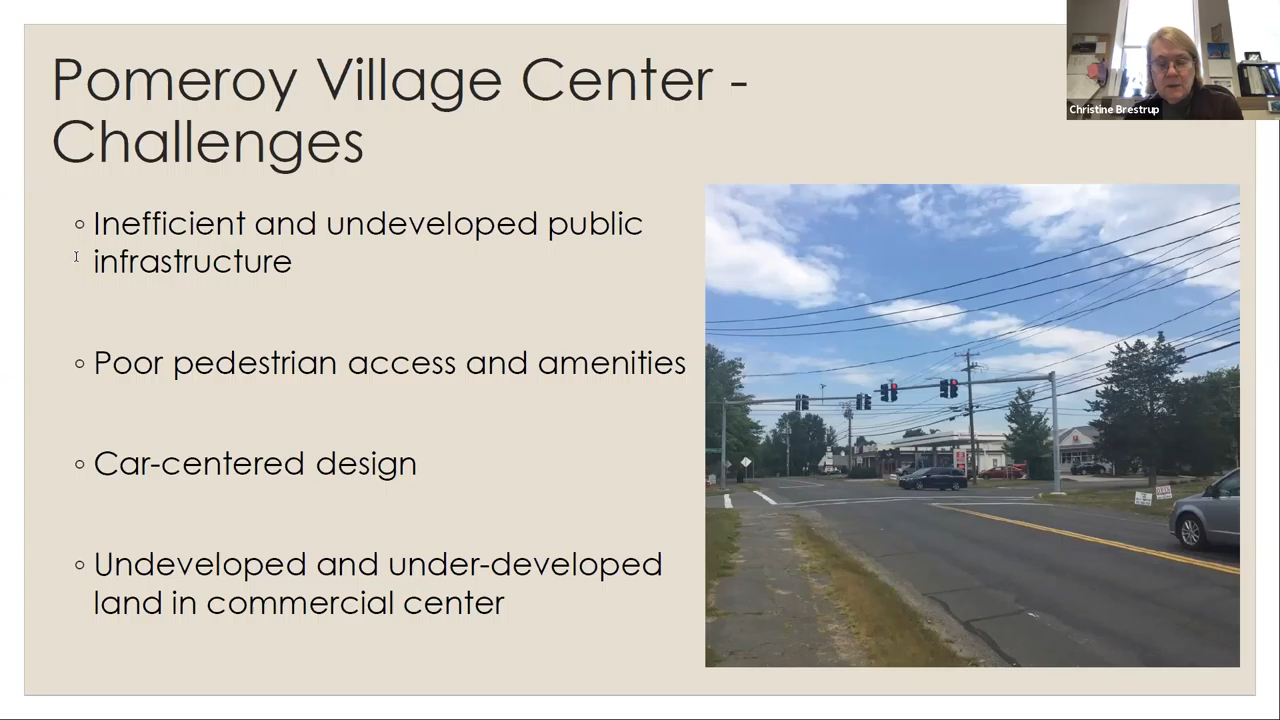 Pomeroy Village Center -
Challenges
Christine Brestrup
◦ Inefficient and undeveloped public
infrastructure
◦ Poor pedestrian access and amenities
◦ Car-centered design
◦ Undeveloped and under-developed
land in commercial center